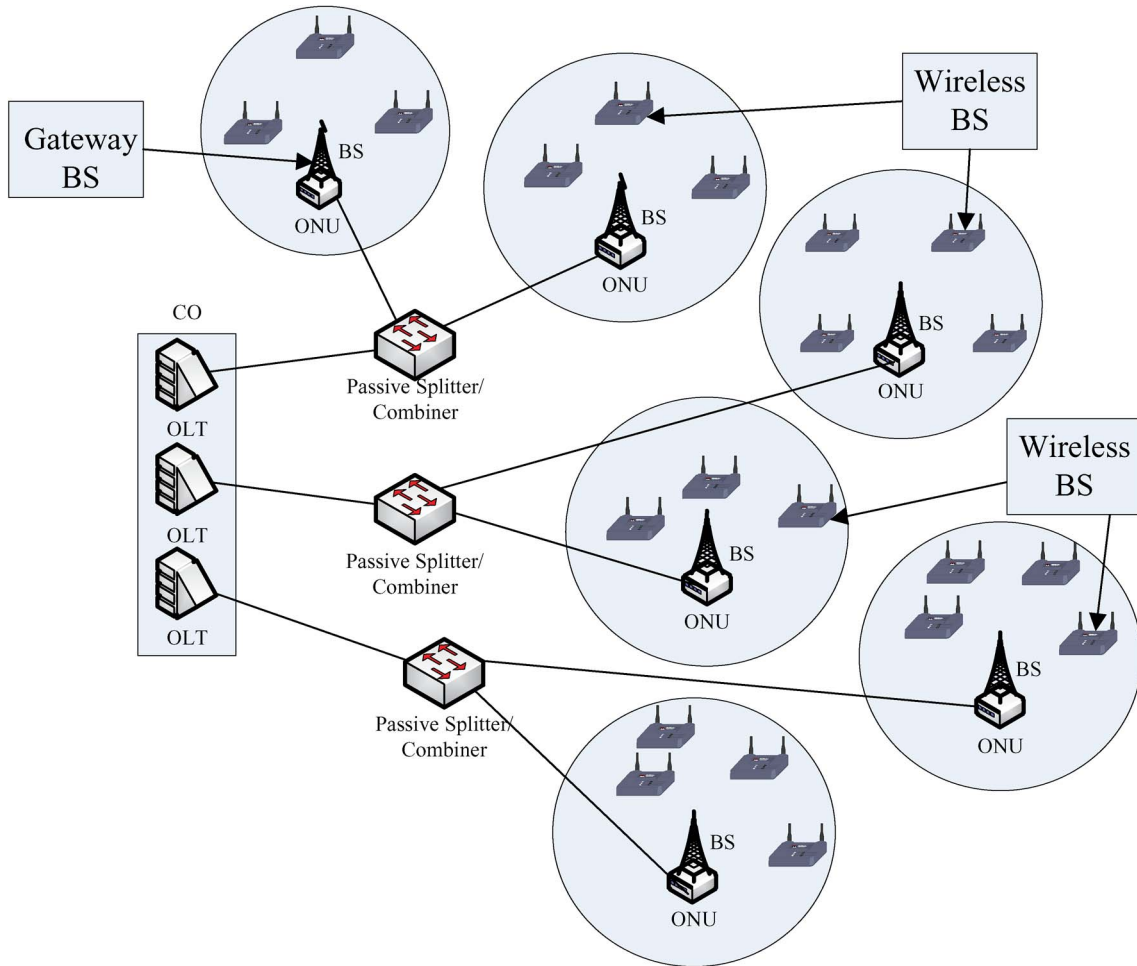 Gateway
BS
BS
ONU
Wireless
BS
BS
ONU
CO
Passive Splitter/
Combiner
OLT
BS
ONU
Wireless
BS
OLT
Passive Splitter/
Combiner
BS
ONU
OLT
BS
ONU
Passive Splitter/
Combiner
BS
ONU